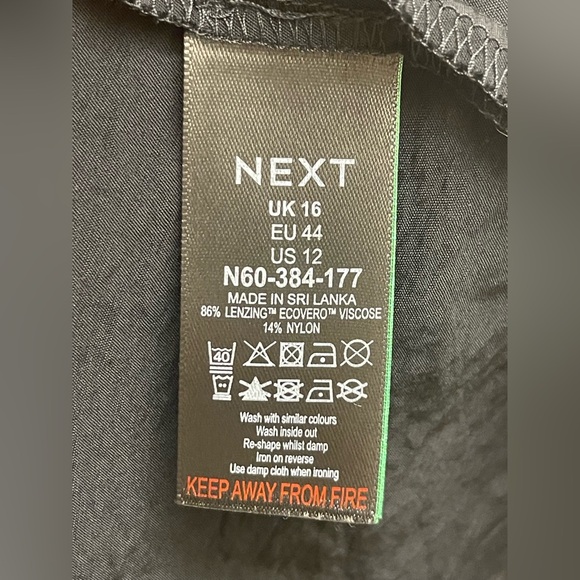 NEXT
UK 16
EU 44
US 12
N60-384-177
MADE IN SRI LANKA
86% LENZING™ ECOVERO™ VISCOSE
14% NYLON
40
Wash with similar colours
Wash inside out
Re-shape whilst damp
Iron on reverse
Use damp cloth when ironing
KEEP AWAY FROM FIRE